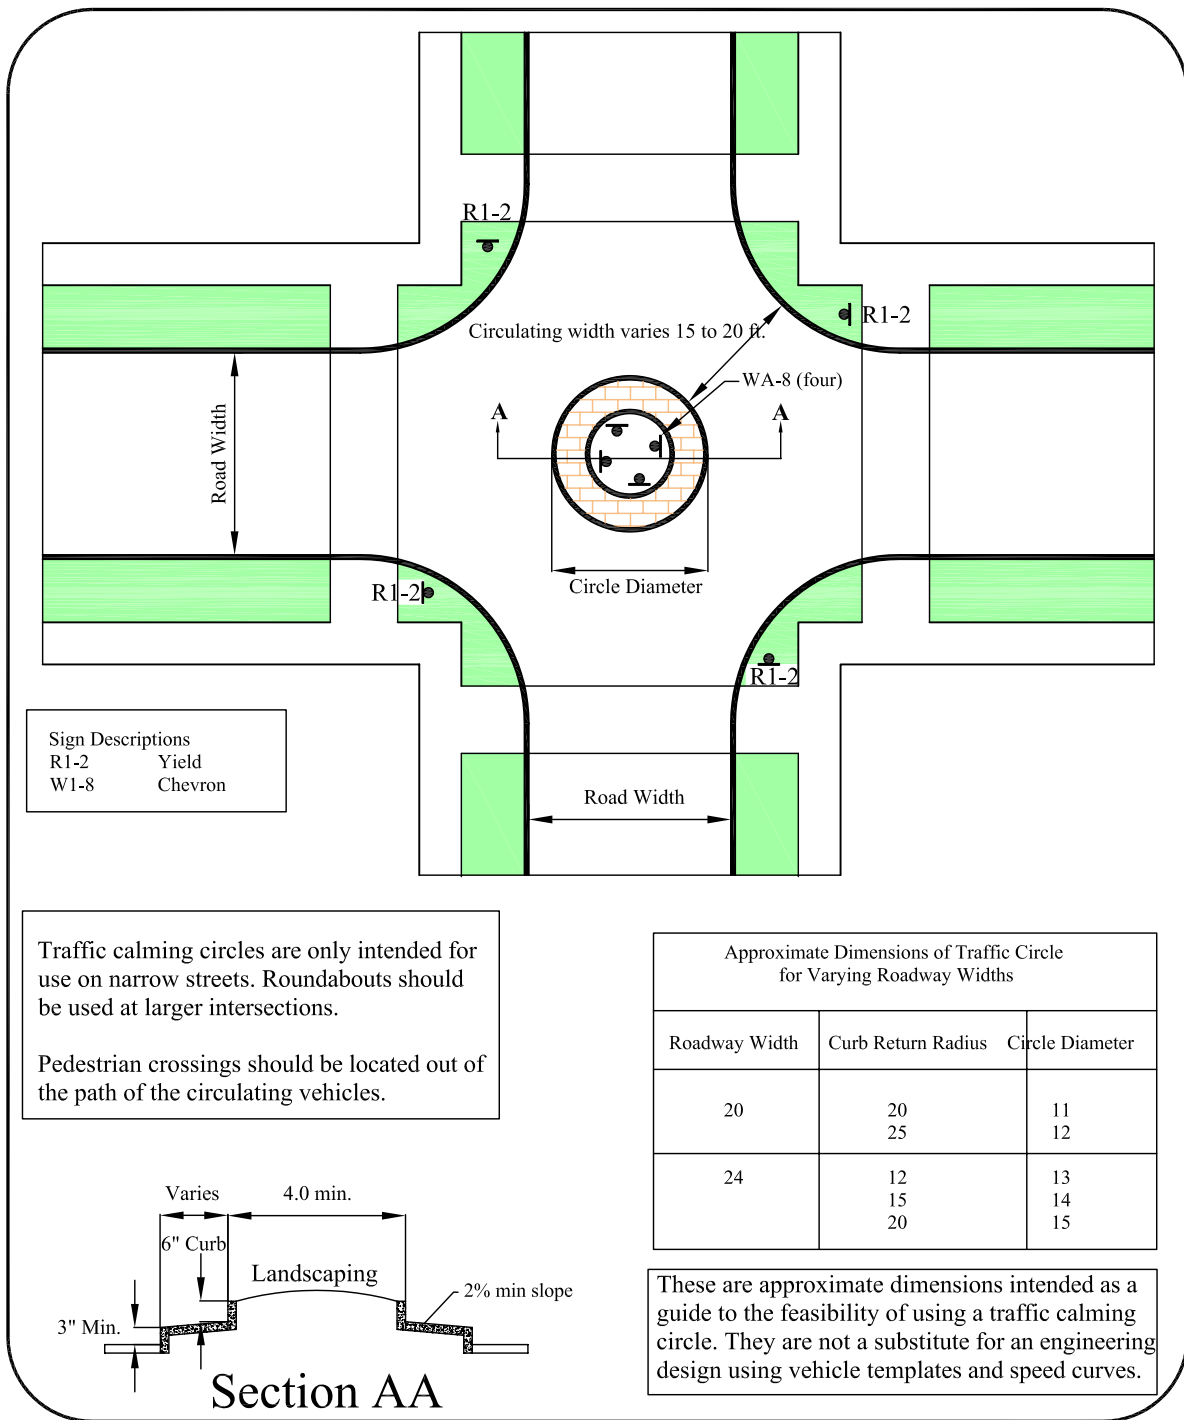 R1-2
R1-2
Circulating width varies 15 to 20 ft.
WA-8 (four)
A
A
Road Width
Circle Diameter
R1-2
R1-2
Sign Descriptions
R1-2 Yield
W1-8 Chevron
Road Width
Traffic calming circles are only intended for
use on narrow streets. Roundabouts should
be used at larger intersections.
Pedestrian crossings should be located out of
the path of the circulating vehicles.
Approximate Dimensions of Traffic Circle
for Varying Roadway Widths
Roadway Width Curb Return Radius Circle Diameter
20 20 11
25 12
24 12 13
15 14
20 15
Varies 4.0 min.
6" Curb
Landscaping
2% min slope
3" Min.
Section AA
These are approximate dimensions intended as a
guide to the feasibility of using a traffic calming
circle. They are not a substitute for an engineering
design using vehicle templates and speed curves.